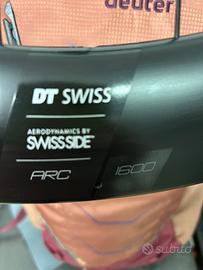 deuter
DT SWISS
AERODYNAMICS BY
SWISSSIDE
ARC 1600
subito